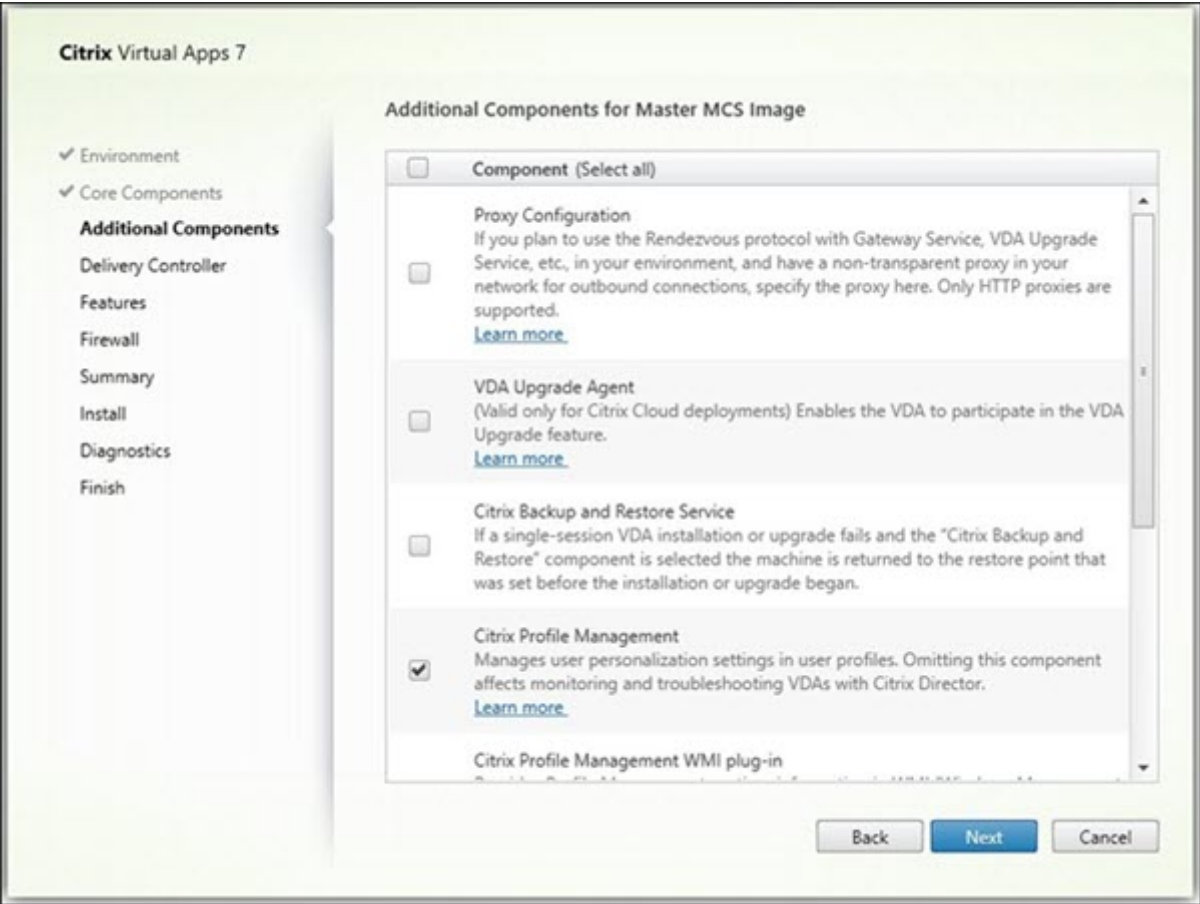 Citrix Virtual Apps 7
Environment
Core Components
Additional Components
Delivery Controller
Features
Firewall
Summary
Install
Diagnostics
Finish
Additional Components for Master MCS Image
Component (Select all)
Proxy Configuration
If you plan to use the Rendezvous protocol with Gateway Service, VDA Upgrade
Service, etc., in your environment, and have a non-transparent proxy in your
network for outbound connections, specify the proxy here. Only HTTP proxies are
supported.
Learn more
VDA Upgrade Agent
(Valid only for Citrix Cloud deployments) Enables the VDA to participate in the VDA
Upgrade feature.
Learn more
Citrix Backup and Restore Service
If a single-session VDA installation or upgrade fails and the "Citrix Backup and
Restore" component is selected the machine is returned to the restore point that
was set before the installation or upgrade began.
Citrix Profile Management
Manages user personalization settings in user profiles. Omitting this component
affects monitoring and troubleshooting VDAs with Citrix Director.
Learn more
Citrix Profile Management WMI plug-in
Back
Next
Cancel